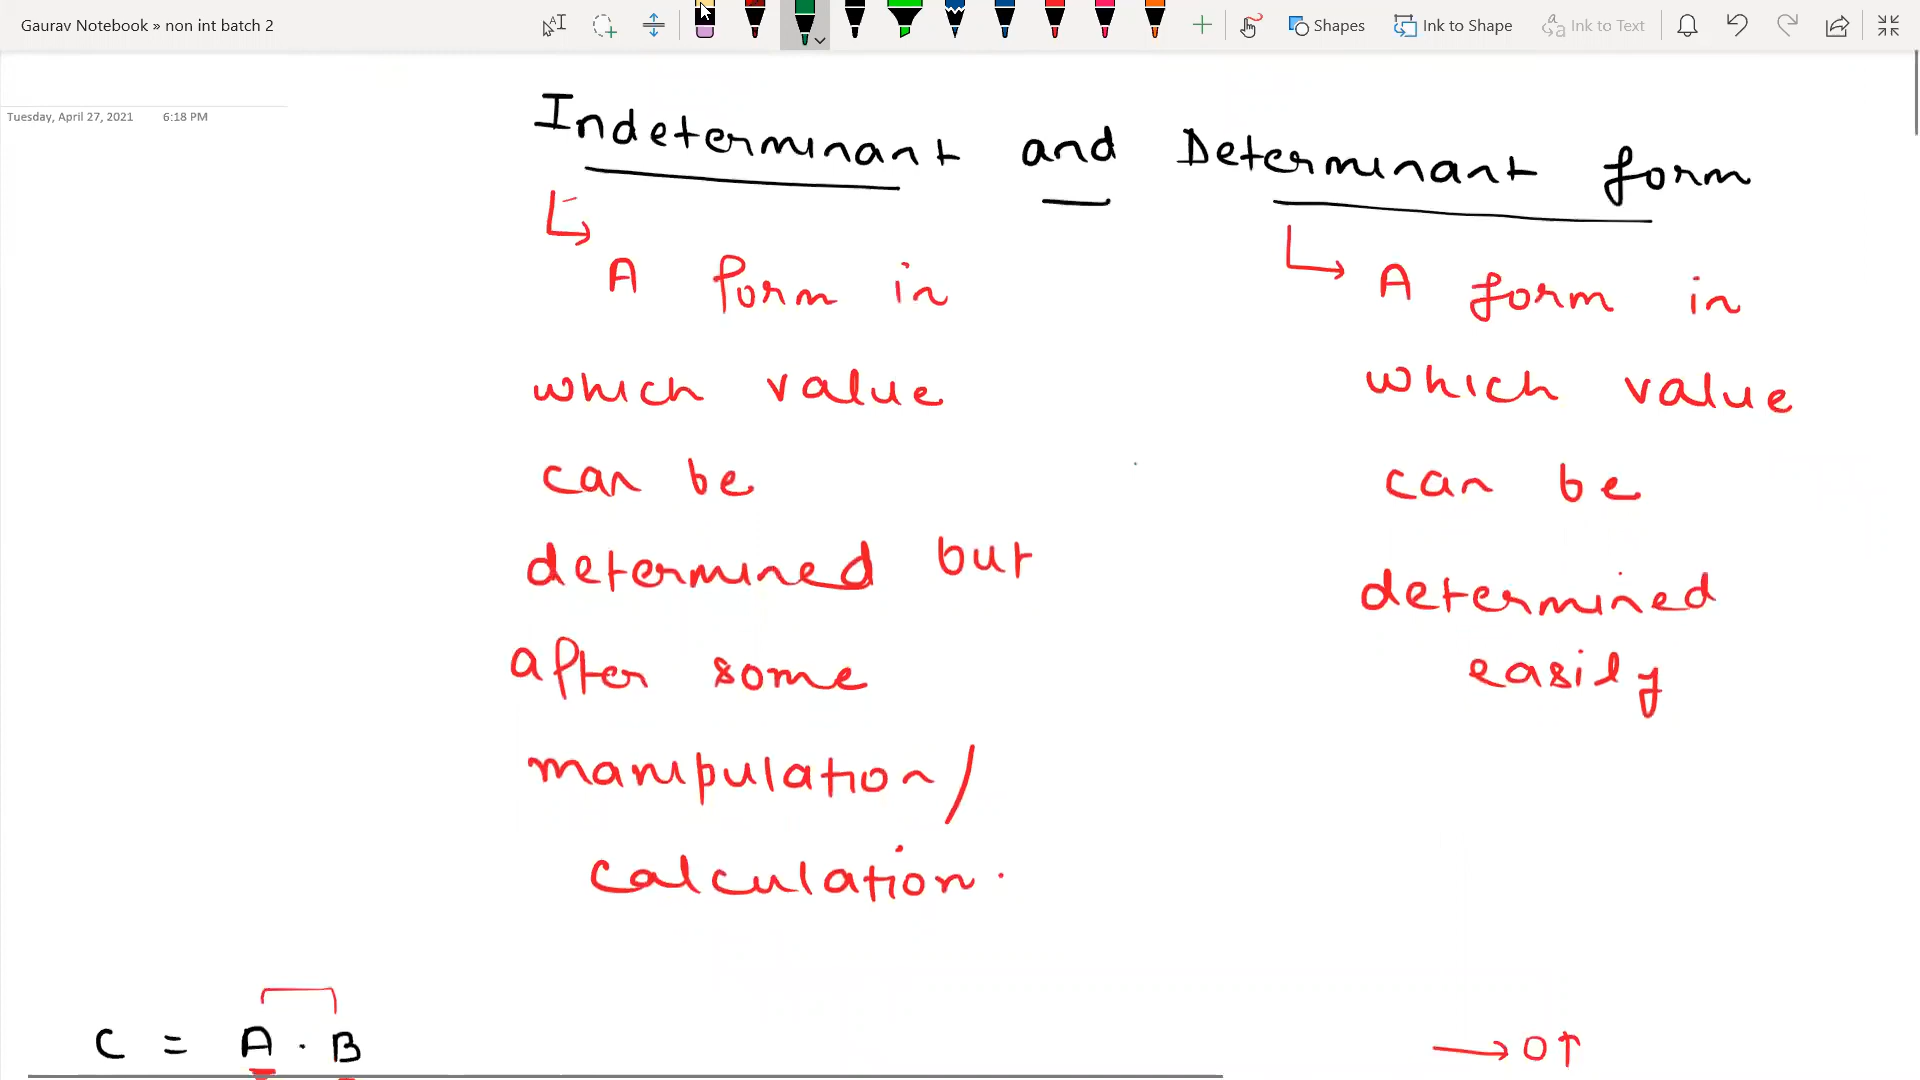 Gaurav Notebook » non int batch 2
Shapes
Ink to Shape
Ink to Text
Tuesday, April 27, 2021 6:18 PM
Indeterminant and Determinant form
A form in
which value
can be
determined but
after some
manipulation/
calculation.
A form in
which value
can be
determined
easily
C = A . B
→ 0↑